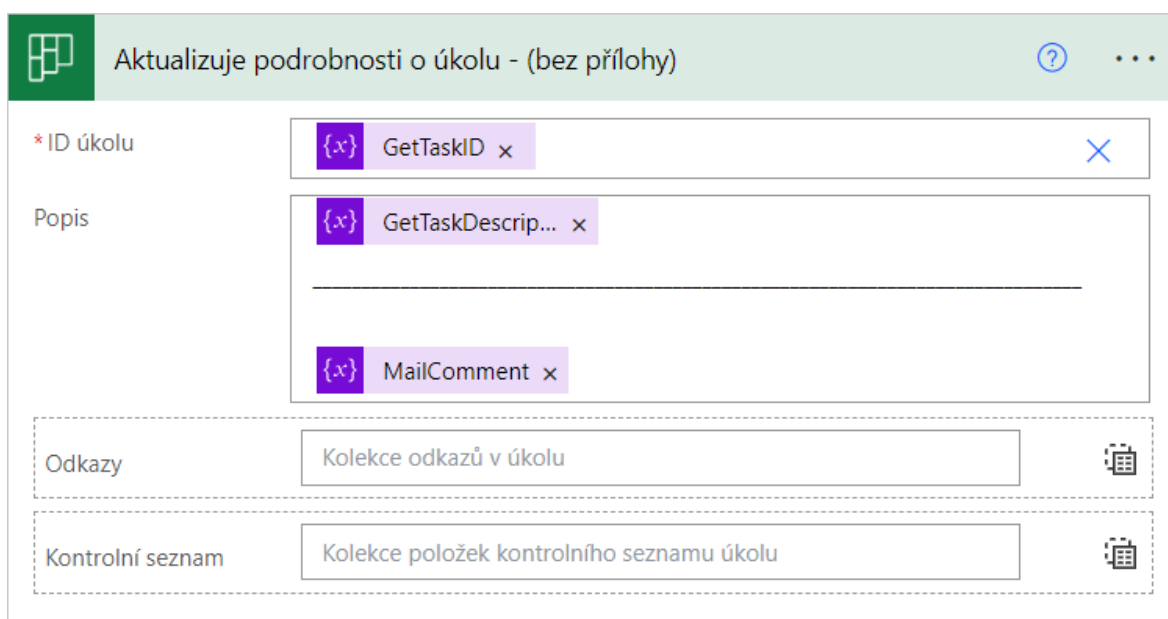 Aktualizuje podrobnosti o úkolu - (bez přílohy)
* ID úkolu
{x} GetTaskID ×
Popis
{x} GetTaskDescrip... ×
{x} MailComment ×
Odkazy
Kolekce odkazů v úkolu
Kontrolní seznam
Kolekce položek kontrolního seznamu úkolu